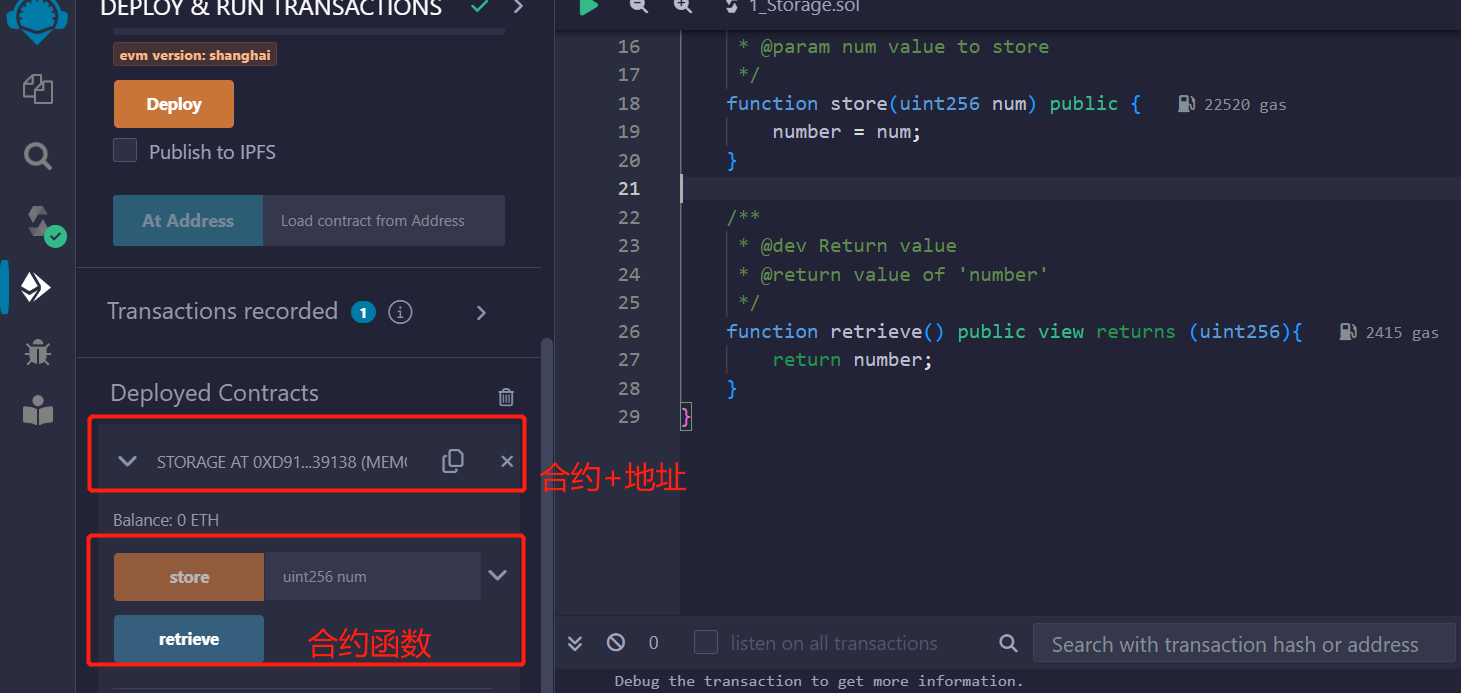 DEPLOY & RUN TRANSACTIONS
evm version: shanghai
Deploy
Publish to IPFS
At Address
Load contract from Address
Transactions recorded 1
Deployed Contracts
STORAGE AT 0XD91...39138 (MEMO
合约+地址
Balance: 0 ETH
store
uint256 num
retrieve
合约函数
1_Storage.sol
16 * @param num value to store
17 */
18 function store(uint256 num) public { 22520 gas
19 number = num;
20 }
21
22 /**
23 * @dev Return value
24 * @return value of 'number'
25 */
26 function retrieve() public view returns (uint256){ 2415 gas
27 return number;
28 }
29 }
0
listen on all transactions
Search with transaction hash or address
Debug the transaction to get more information.